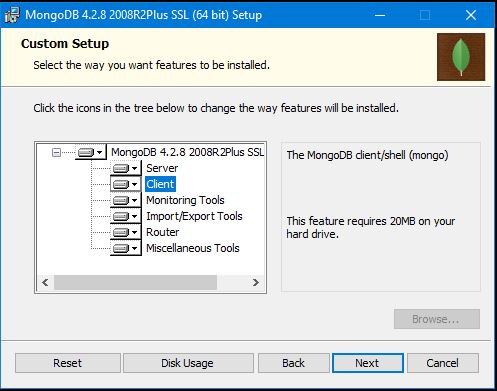 MongoDB 4.2.8 2008R2Plus SSL (64 bit) Setup
Custom Setup
Select the way you want features to be installed.
Click the icons in the tree below to change the way features will be installed.
MongoDB 4.2.8 2008R2Plus SSL
Server
Client
Monitoring Tools
Import/Export Tools
Router
Miscellaneous Tools
The MongoDB client/shell (mongo)
This feature requires 20MB on your
hard drive.
Browse...
Reset
Disk Usage
Back
Next
Cancel